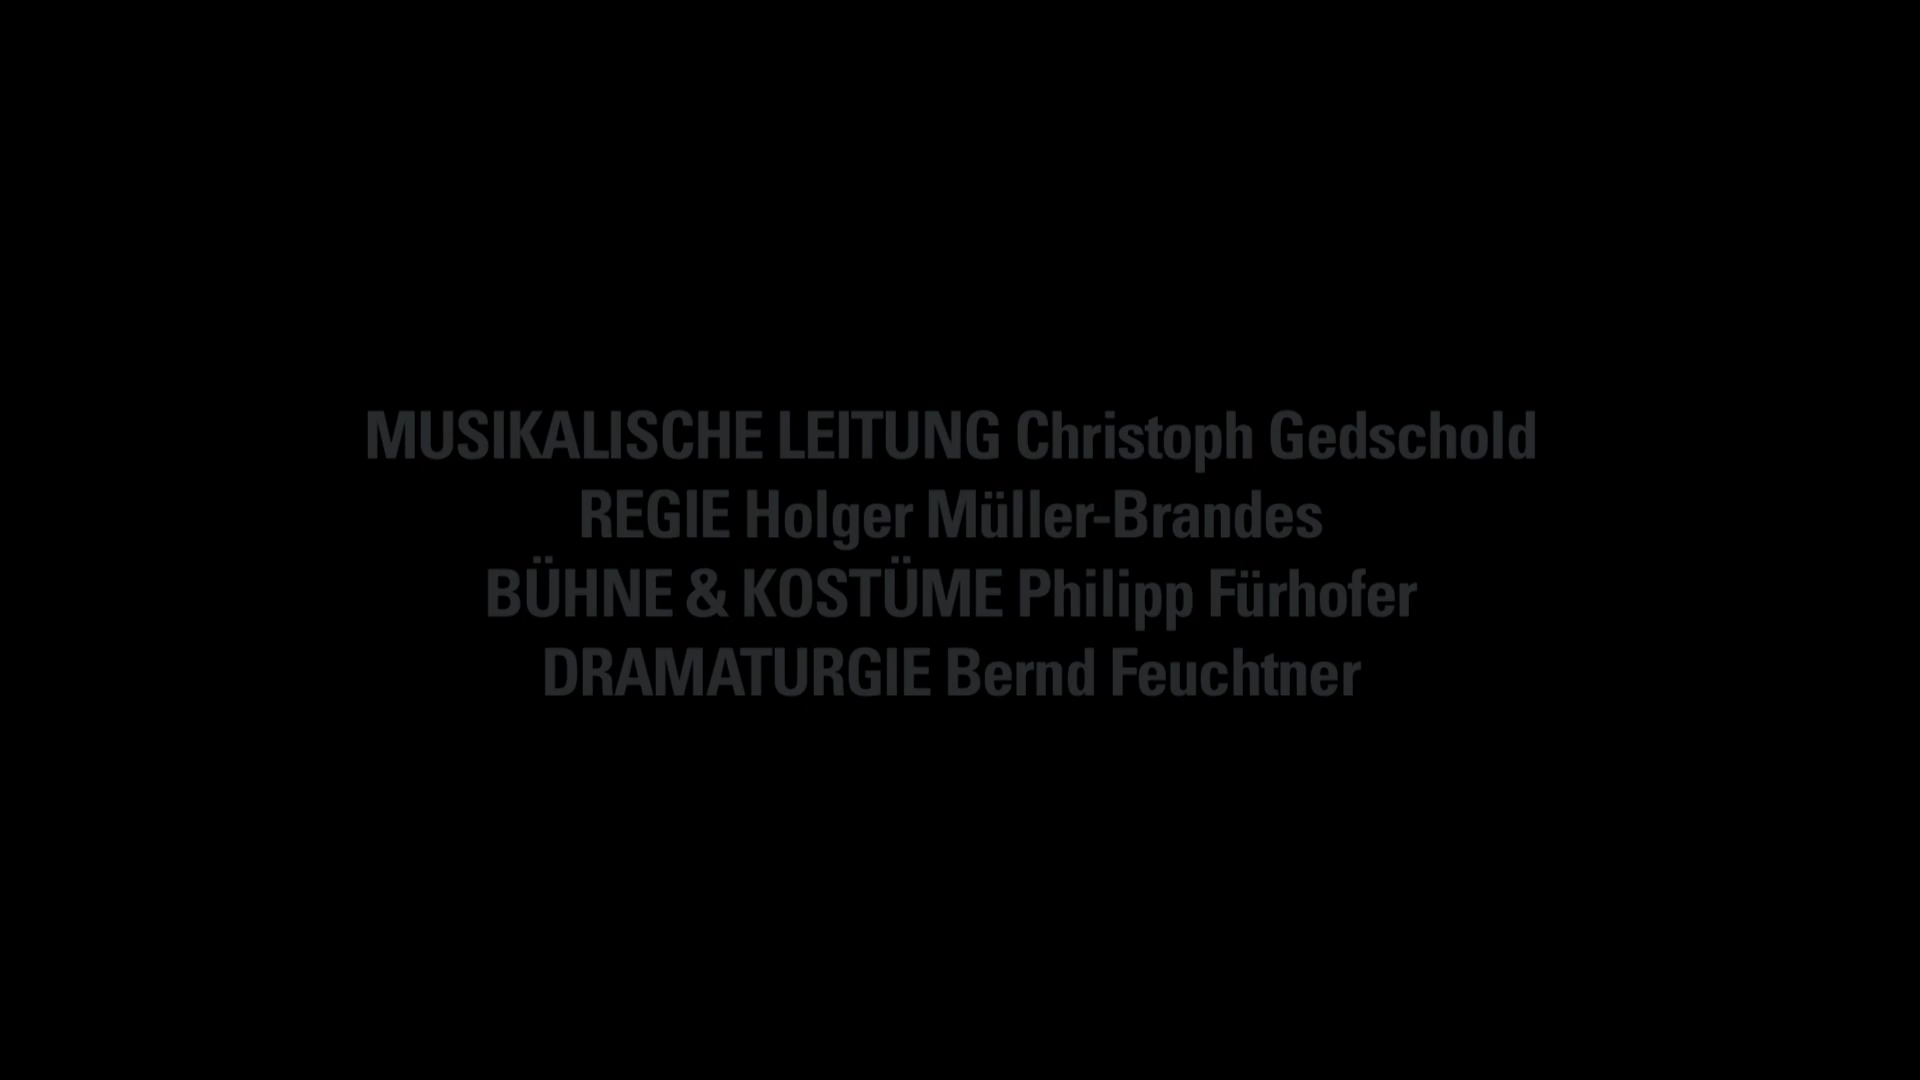 MUSIKALISCHE LEITUNG Christoph Gedschold
REGIE Holger Müller-Brandes
BÜHNE & KOSTÜME Philipp Fürhofer
DRAMATURGIE Bernd Feuchtner